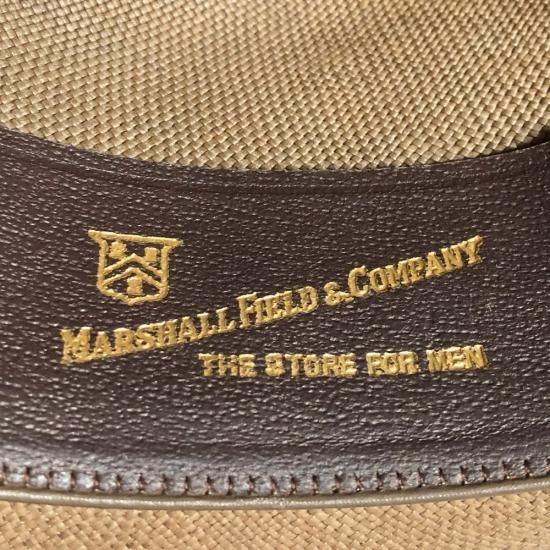 MARSHALL FIELD & COMPANY
THE STORE FOR MEN